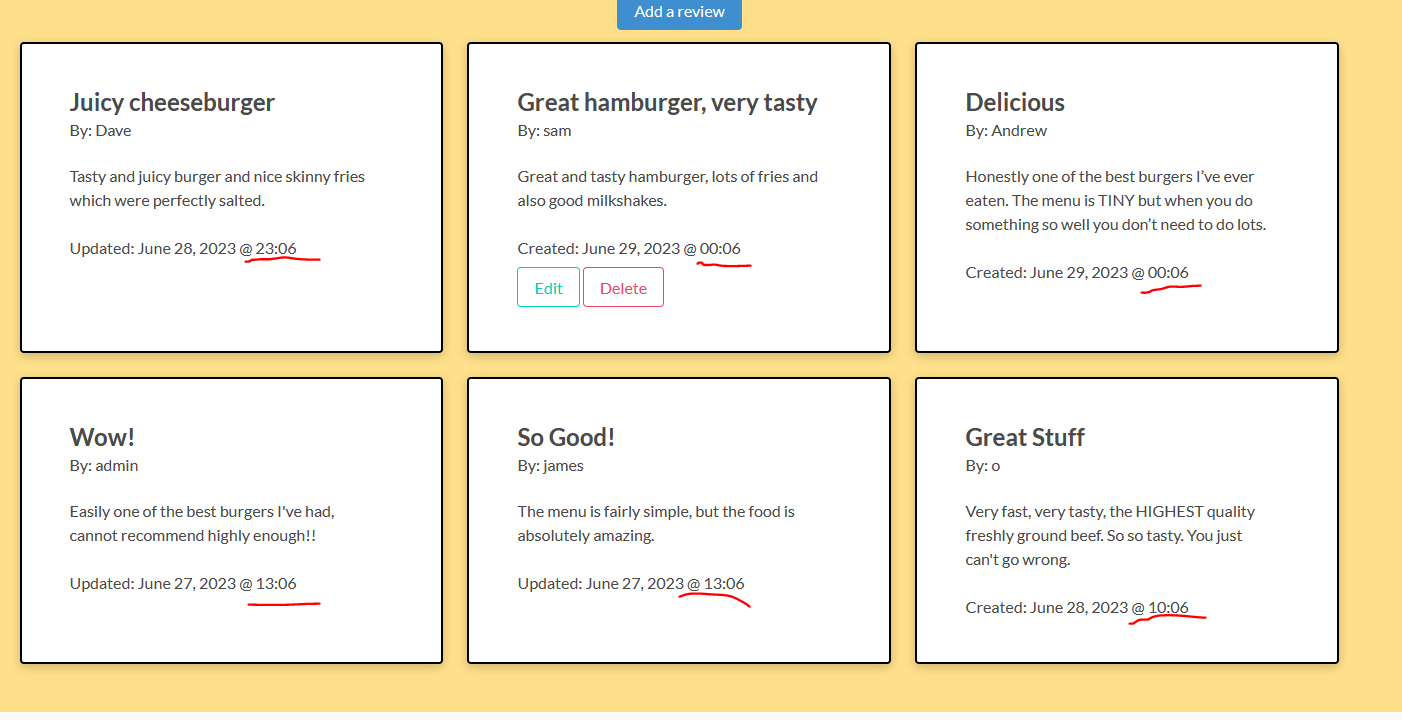 Add a review
Juicy cheeseburger
By: Dave
Tasty and juicy burger and nice skinny fries
which were perfectly salted.
Updated: June 28, 2023 @ 23:06
Great hamburger, very tasty
By: sam
Great and tasty hamburger, lots of fries and
also good milkshakes.
Created: June 29, 2023 @ 00:06
Edit Delete
Delicious
By: Andrew
Honestly one of the best burgers I’ve ever
eaten. The menu is TINY but when you do
something so well you don’t need to do lots.
Created: June 29, 2023 @ 00:06
Wow!
By: admin
Easily one of the best burgers I've had,
cannot recommend highly enough!!
Updated: June 27, 2023 @ 13:06
So Good!
By: james
The menu is fairly simple, but the food is
absolutely amazing.
Updated: June 27, 2023 @ 13:06
Great Stuff
By: o
Very fast, very tasty, the HIGHEST quality
freshly ground beef. So so tasty. You just
can't go wrong.
Created: June 28, 2023 @ 10:06